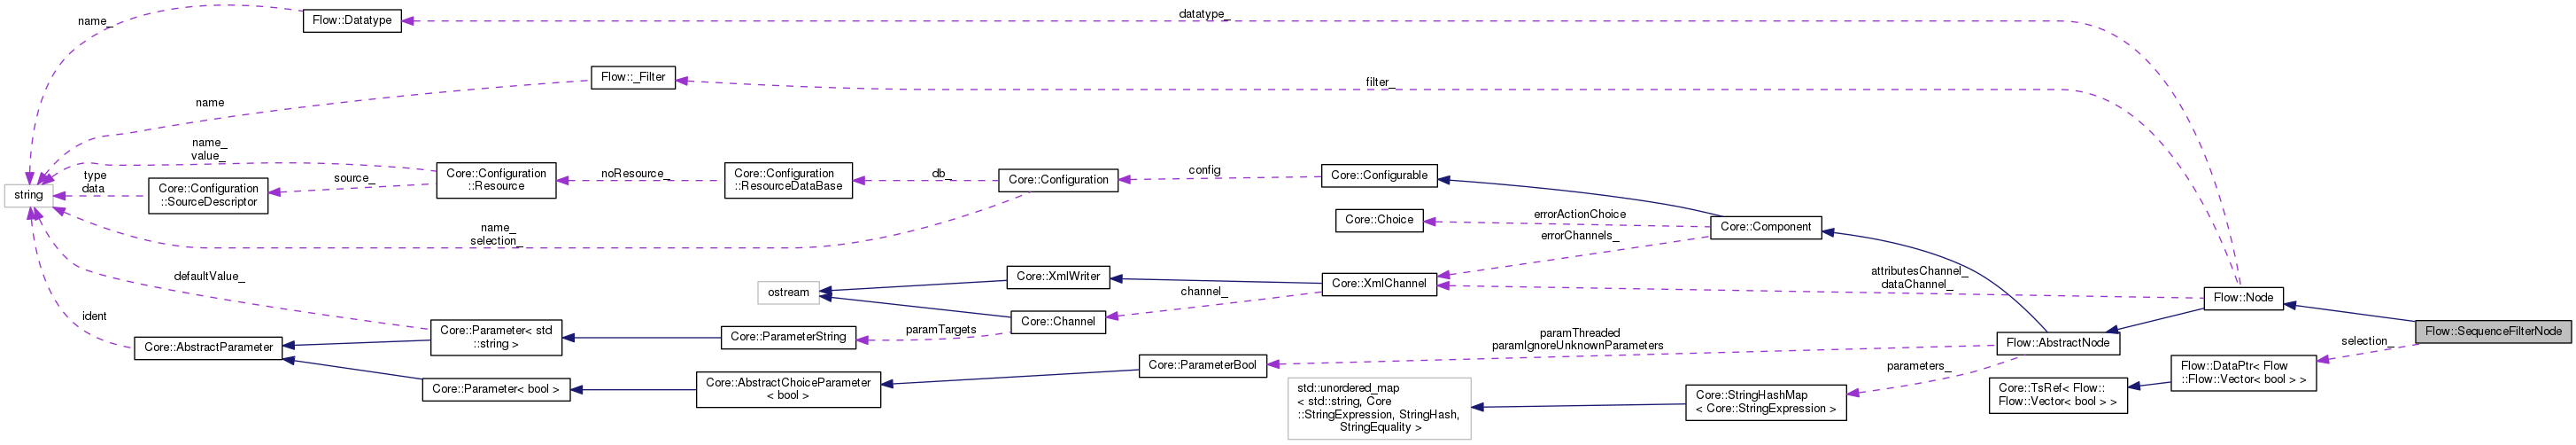 name_
Flow::Datatype
datatype_
Flow::_Filter
filter_
name
name_
value_
Core::Configuration
::Resource
noResource_
Core::Configuration
::ResourceDataBase
db_
Core::Configuration
config
Core::Configurable
type
data
Core::Configuration
::SourceDescriptor
source_
string
name_
selection_
Core::Choice
errorActionChoice
errorChannels_
Core::Component
defaultValue_
ostream
Core::XmlWriter
channel_
Core::XmlChannel
attributesChannel_
dataChannel_
Flow::Node
ident
Core::AbstractParameter
Core::Parameter< std
::string >
Core::ParameterString
paramTargets
Core::Channel
paramThreaded
paramIgnoreUnknownParameters
Flow::AbstractNode
Flow::SequenceFilterNode
selection_
Core::Parameter< bool >
Core::AbstractChoiceParameter
< bool >
Core::ParameterBool
parameters_
std::unordered_map
< std::string, Core
::StringExpression, StringHash,
StringEquality >
Core::StringHashMap
< Core::StringExpression >
Core::TsRef< Flow::
Flow::Vector< bool > >
Flow::DataPtr< Flow
::Flow::Vector< bool > >